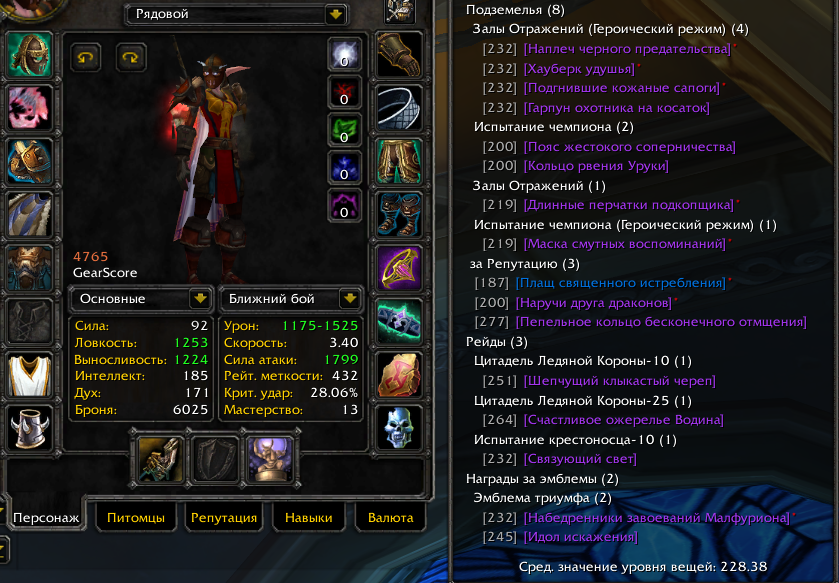 Рядовой
0
0
0
0
0
4765
GearScore
Основные
Ближний бой
Сила: 92
Ловкость: 1253
Выносливость: 1224
Интеллект: 185
Дух: 171
Броня: 6025
Урон: 1175-1525
Скорость: 3.40
Сила атаки: 1799
Рейт. меткости: 432
Крит. удар: 28.06%
Мастерство: 13
Персонаж
Питомцы
Репутация
Навыки
Валюта
Подземелья (8)
Залы Отражений (Героический режим) (4)
[232] [Наплеч черного предательства]*
[232] [Хауберк удушья]*
[232] [Подгнившие кожаные сапоги]*
[232] [Гарпун охотника на косаток]
Испытание чемпиона (2)
[200] [Пояс жестокого соперничества]
[200] [Кольцо рвения Уруки]
Залы Отражений (1)
[219] [Длинные перчатки подкопщика]*
Испытание чемпиона (Героический режим) (1)
[219] [Маска смутных воспоминаний]*
за Репутацию (3)
[187] [Плащ священного истребления]*
[200] [Наручи друга драконов]*
[277] [Пепельное кольцо бесконечного отмщения]
Рейды (3)
Цитадель Ледяной Короны-10 (1)
[251] [Шепчущий клыкастый череп]
Цитадель Ледяной Короны-25 (1)
[264] [Счастливое ожерелье Водина]
Испытание крестоносца-10 (1)
[232] [Связующий свет]
Награды за эмблемы (2)
Эмблема триумфа (2)
[232] [Набедренники завоеваний Малфуриона]*
[245] [Идол искажения]
Сред. значение уровня вещей: 228.38